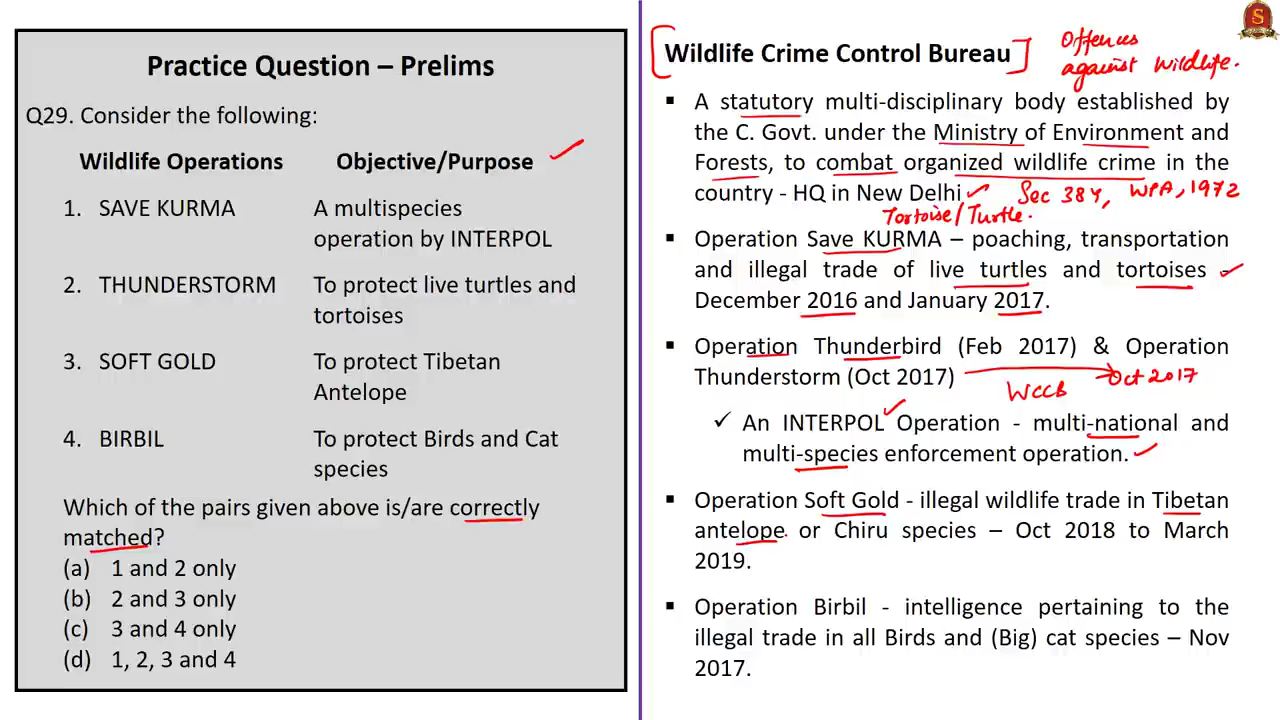 Practice Question – Prelims
Q29. Consider the following:
Wildlife Operations Objective/Purpose
1. SAVE KURMA A multispecies
operation by INTERPOL
2. THUNDERSTORM To protect live turtles and
tortoises
3. SOFT GOLD To protect Tibetan
Antelope
4. BIRBIL To protect Birds and Cat
species
Which of the pairs given above is/are correctly
matched?
(a) 1 and 2 only
(b) 2 and 3 only
(c) 3 and 4 only
(d) 1, 2, 3 and 4
Wildlife Crime Control Bureau
Offences
against Wildlife.
▪ A statutory multi-disciplinary body established by
the C. Govt. under the Ministry of Environment and
Forests, to combat organized wildlife crime in the
country - HQ in New Delhi
Sec 38Y, WPA, 1972
Tortoise/Turtle.
▪ Operation Save KURMA – poaching, transportation
and illegal trade of live turtles and tortoises -
December 2016 and January 2017.
▪ Operation Thunderbird (Feb 2017) & Operation
Thunderstorm (Oct 2017)
WCCB Oct 2017
✓ An INTERPOL Operation - multi-national and
multi-species enforcement operation.
▪ Operation Soft Gold - illegal wildlife trade in Tibetan
antelope or Chiru species – Oct 2018 to March
2019.
▪ Operation Birbil - intelligence pertaining to the
illegal trade in all Birds and (Big) cat species – Nov
2017.
S